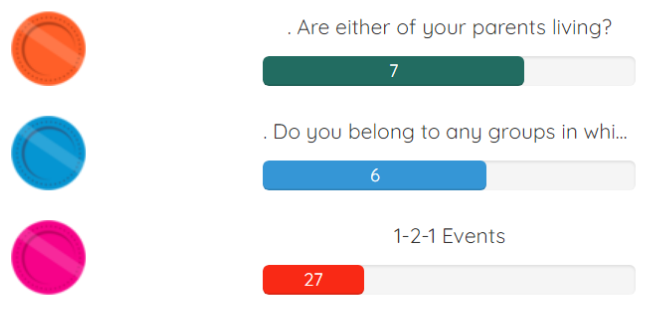 . Are either of your parents living?
7
. Do you belong to any groups in whi...
6
1-2-1 Events
27